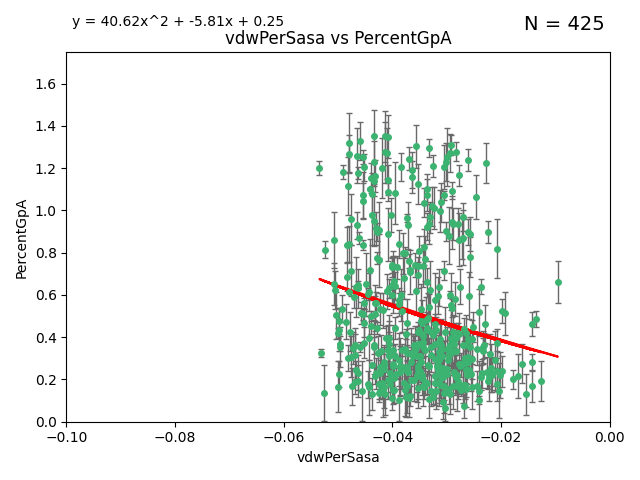 y = 40.62x^2 + -5.81x + 0.25
N = 425
vdwPerSasa vs PercentGpA
PercentGpA
1.6
1.4
1.2
1.0
0.8
0.6
0.4
0.2
0.0
−0.10 −0.08 −0.06 −0.04 −0.02 0.00
vdwPerSasa